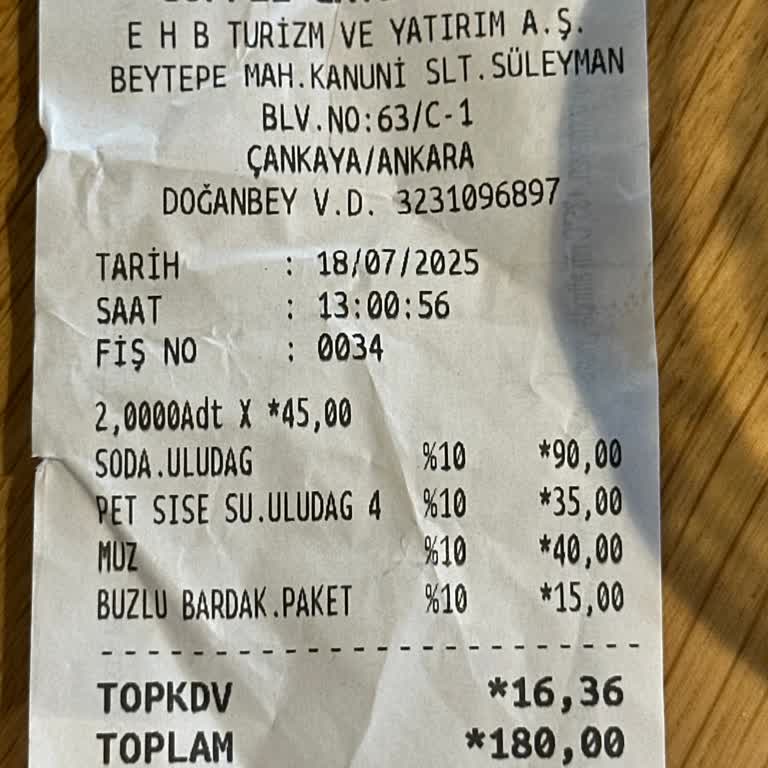 E H B TURİZM VE YATIRIM A.Ş.
BEYTEPE MAH.KANUNİ SLT.SÜLEYMAN
BLV.NO:63/C-1
ÇANKAYA/ANKARA
DOĞANBEY V.D. 3231096897
TARİH : 18/07/2025
SAAT : 13:00:56
FİŞ NO : 0034
2,0000Adt X *45,00
SODA.ULUDAG %10 *90,00
PET SISE SU.ULUDAG 4 %10 *35,00
MUZ %10 *40,00
BUZLU BARDAK.PAKET %10 *15,00
TOPKDV *16,36
TOPLAM *180,00